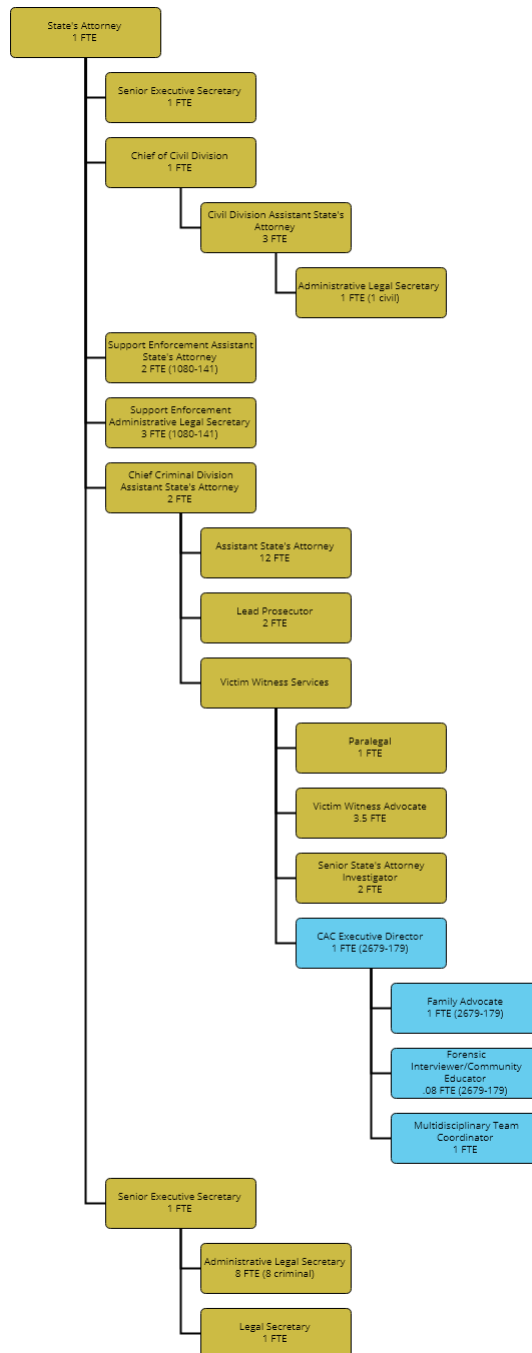 State's Attorney
1 FTE
Senior Executive Secretary
1 FTE
Chief of Civil Division
1 FTE
Civil Division Assistant State's
Attorney
3 FTE
Administrative Legal Secretary
1 FTE (1 civil)
Support Enforcement Assistant
State's Attorney
2 FTE (1080-141)
Support Enforcement
Administrative Legal Secretary
3 FTE (1080-141)
Chief Criminal Division
Assistant State's Attorney
2 FTE
Assistant State's Attorney
12 FTE
Lead Prosecutor
2 FTE
Victim Witness Services
Paralegal
1 FTE
Victim Witness Advocate
3.5 FTE
Senior State's Attorney
Investigator
2 FTE
CAC Executive Director
1 FTE (2679-179)
Family Advocate
1 FTE (2679-179)
Forensic
Interviewer/Community
Educator
.08 FTE (2679-179)
Multidisciplinary Team
Coordinator
1 FTE
Senior Executive Secretary
1 FTE
Administrative Legal Secretary
8 FTE (8 criminal)
Legal Secretary
1 FTE